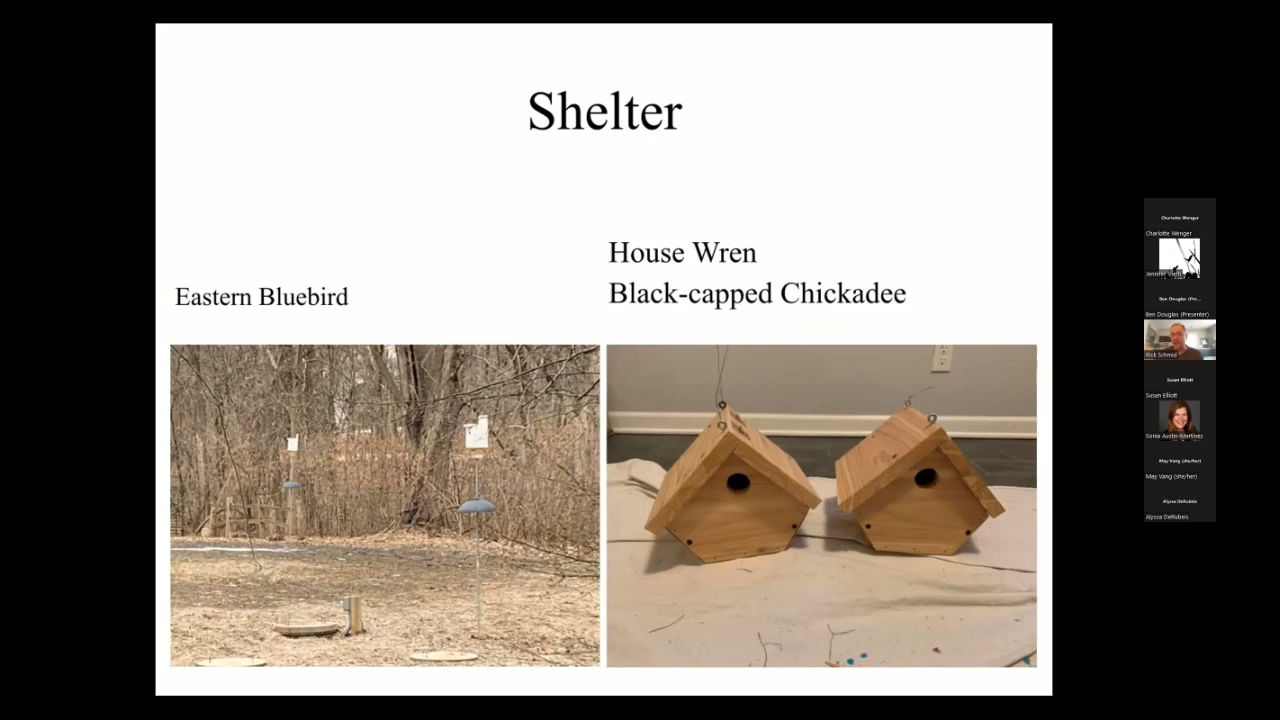 Shelter
House Wren
Eastern Bluebird
Black-capped Chickadee
Charlotte Wenger
Charlotte Wenger
Ben Douglas (Pre...
Ben Douglas (Presenter)
Rick Schmid
Susan Elliott
Susan Elliott
Sonia Austin-Martinez
May Vang (she/her)
May Vang (she/her)
Alyssa DeRubeis
Alyssa DeRubeis